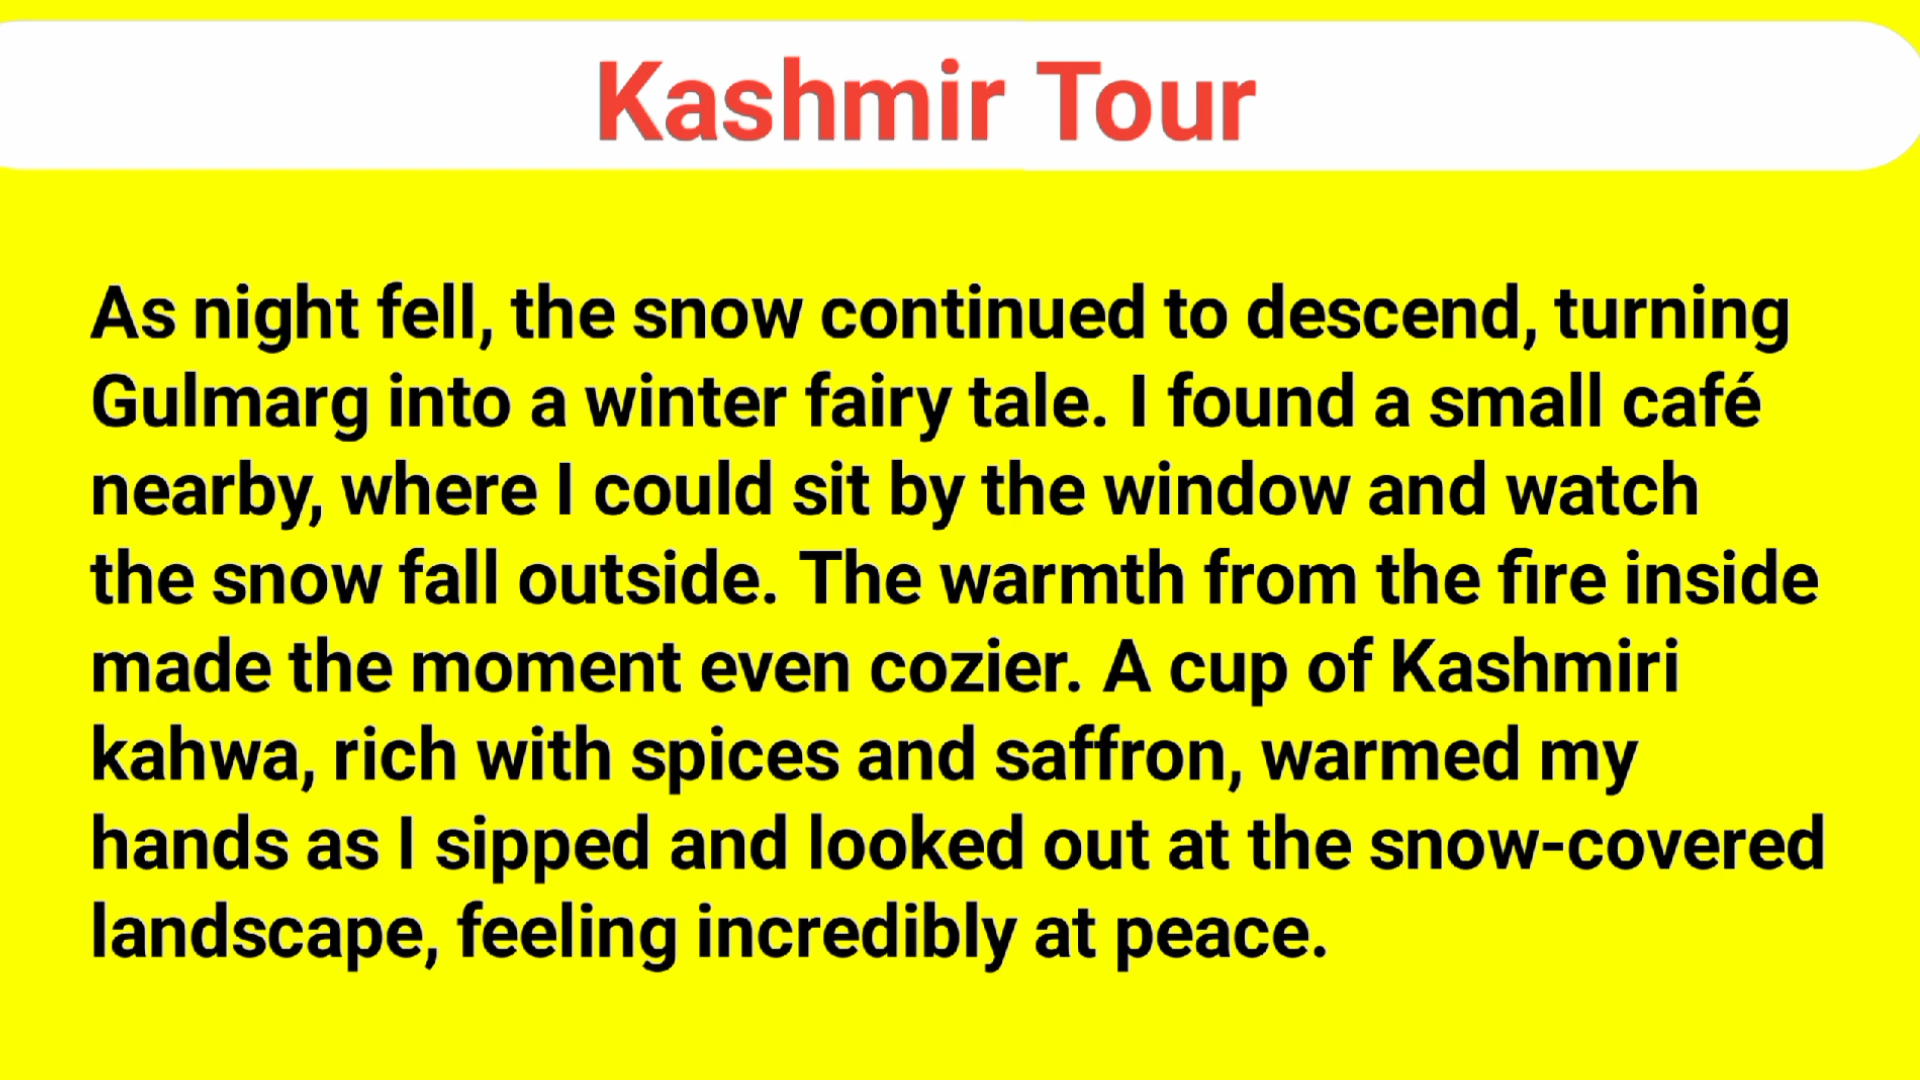 Kashmir Tour
As night fell, the snow continued to descend, turning
Gulmarg into a winter fairy tale. I found a small café
nearby, where I could sit by the window and watch
the snow fall outside. The warmth from the fire inside
made the moment even cozier. A cup of Kashmiri
kahwa, rich with spices and saffron, warmed my
hands as I sipped and looked out at the snow-covered
landscape, feeling incredibly at peace.